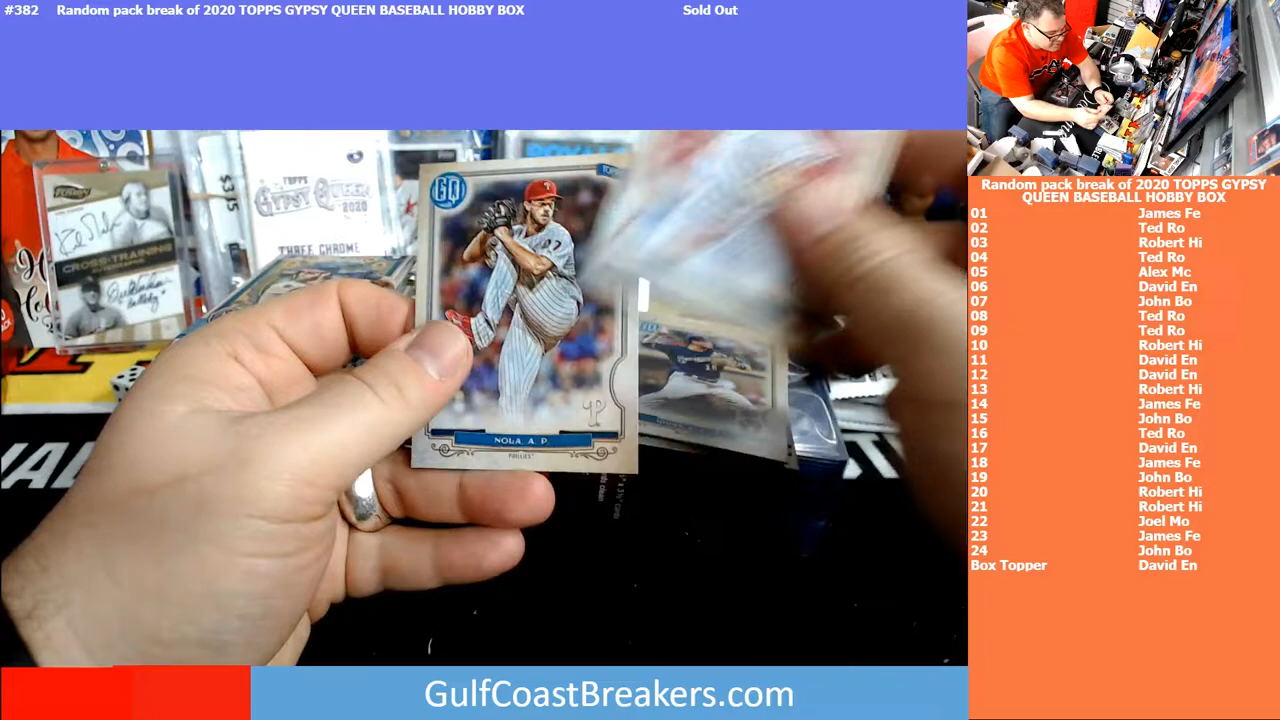 #382 Random pack break of 2020 TOPPS GYPSY QUEEN BASEBALL HOBBY BOX Sold Out
$3.15
TOPPS
GYPSY QUEEN
2020
THREE CHROME
CROSS-TRAINING
GQ
NOLA, A. P.
PHILLIES
Random pack break of 2020 TOPPS GYPSY
QUEEN BASEBALL HOBBY BOX
01 James Fe
02 Ted Ro
03 Robert Hi
04 Ted Ro
05 Alex Mc
06 David En
07 John Bo
08 Ted Ro
09 Ted Ro
10 Robert Hi
11 David En
12 David En
13 Robert Hi
14 James Fe
15 John Bo
16 Ted Ro
17 David En
18 James Fe
19 John Bo
20 Robert Hi
21 Robert Hi
22 Joel Mo
23 James Fe
24 John Bo
Box Topper David En
GulfCoastBreakers.com